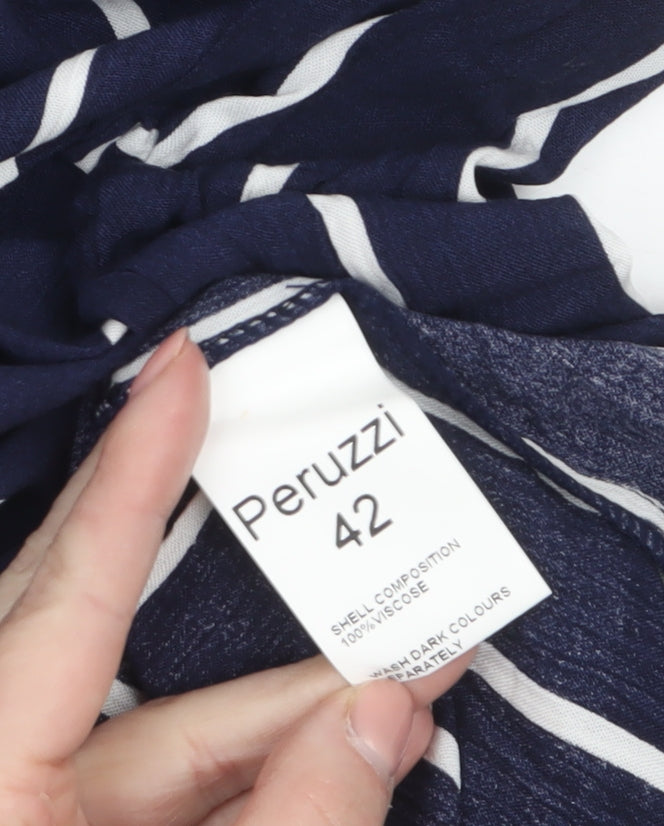 Peruzzi
42
SHELL COMPOSITION
100%VISCOSE
WASH DARK COLOURS
SEPARATELY